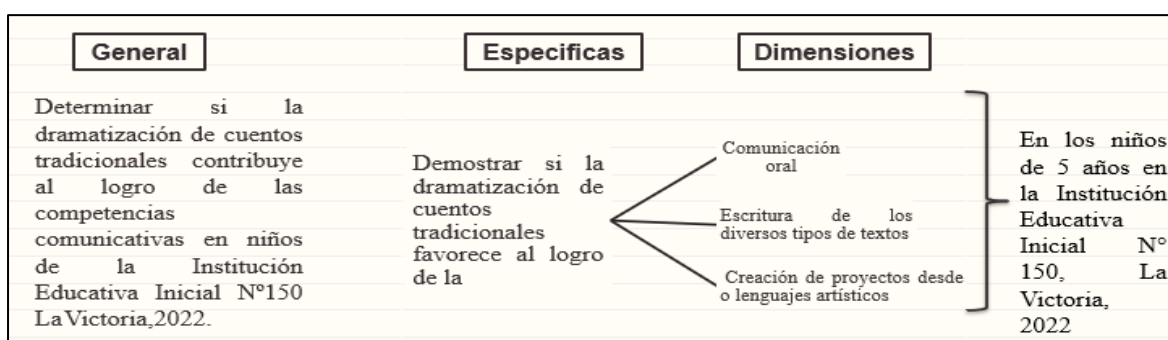 General
Determinar si la
dramatización de cuentos
tradicionales contribuye
al logro de las
competencias
comunicativas en niños
de la Institución
Educativa Inicial Nº150
La Victoria,2022.
Especificas
Demostrar si la
dramatización de
cuentos
tradicionales
favorece al logro
de la
Dimensiones
Comunicación
oral
Escritura de los
diversos tipos de textos
Creación de proyectos desde
o lenguajes artísticos
En los niños
de 5 años en
la Institución
Educativa
Inicial N°
150, La
Victoria,
2022